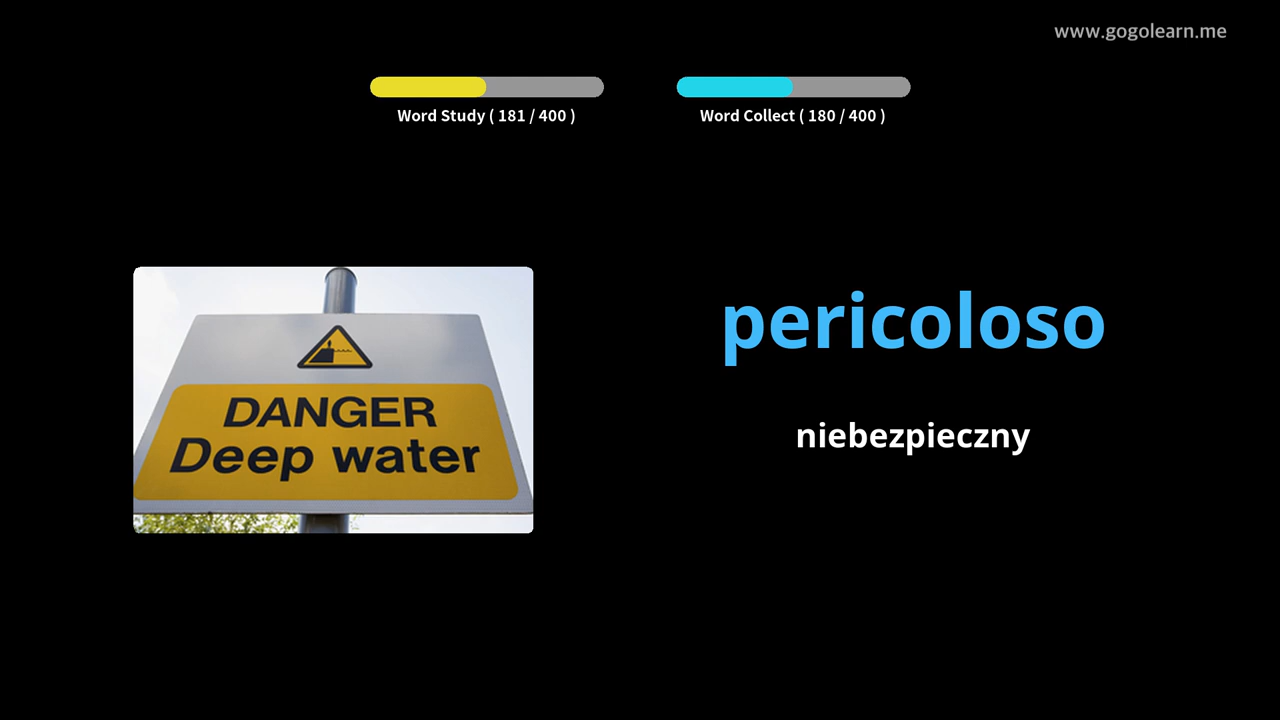 www.gogolearn.me
Word Study ( 181 / 400 )
Word Collect ( 180 / 400 )
DANGER
Deep water
pericoloso
niebezpieczny